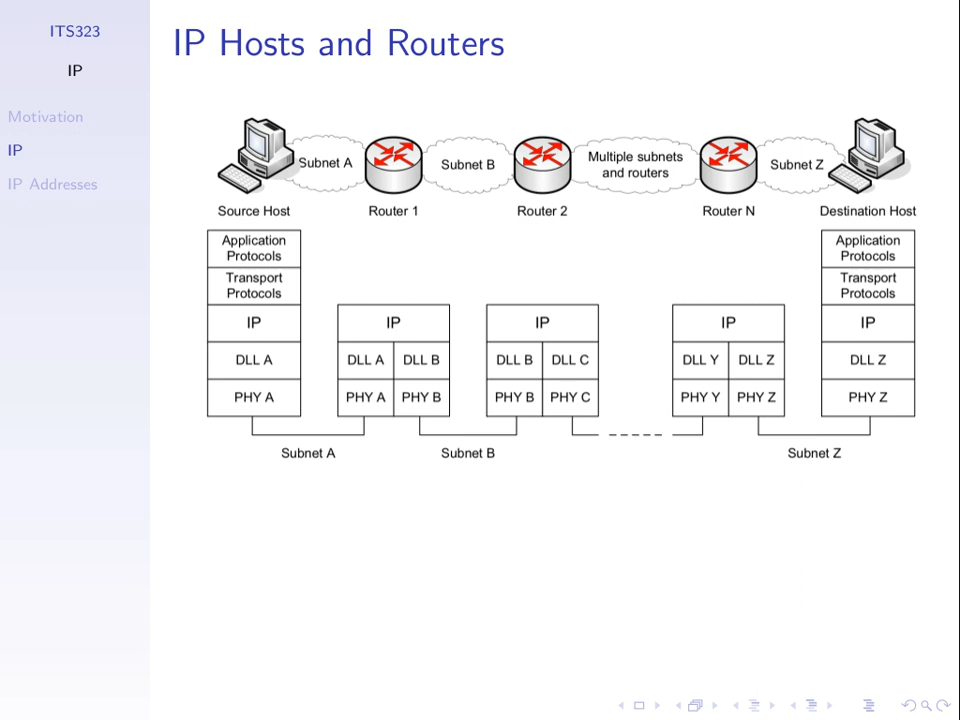 ITS323
IP
Motivation
IP
IP Addresses
IP Hosts and Routers
Subnet A
Subnet B
Multiple subnets
and routers
Subnet Z
Source Host
Router 1
Router 2
Router N
Destination Host
Application
Protocols
Transport
Protocols
IP
DLL A
PHY A
IP
DLL A
DLL B
PHY A
PHY B
IP
DLL B
DLL C
PHY B
PHY C
IP
DLL Y
DLL Z
PHY Y
PHY Z
Application
Protocols
Transport
Protocols
IP
DLL Z
PHY Z
Subnet A
Subnet B
Subnet Z